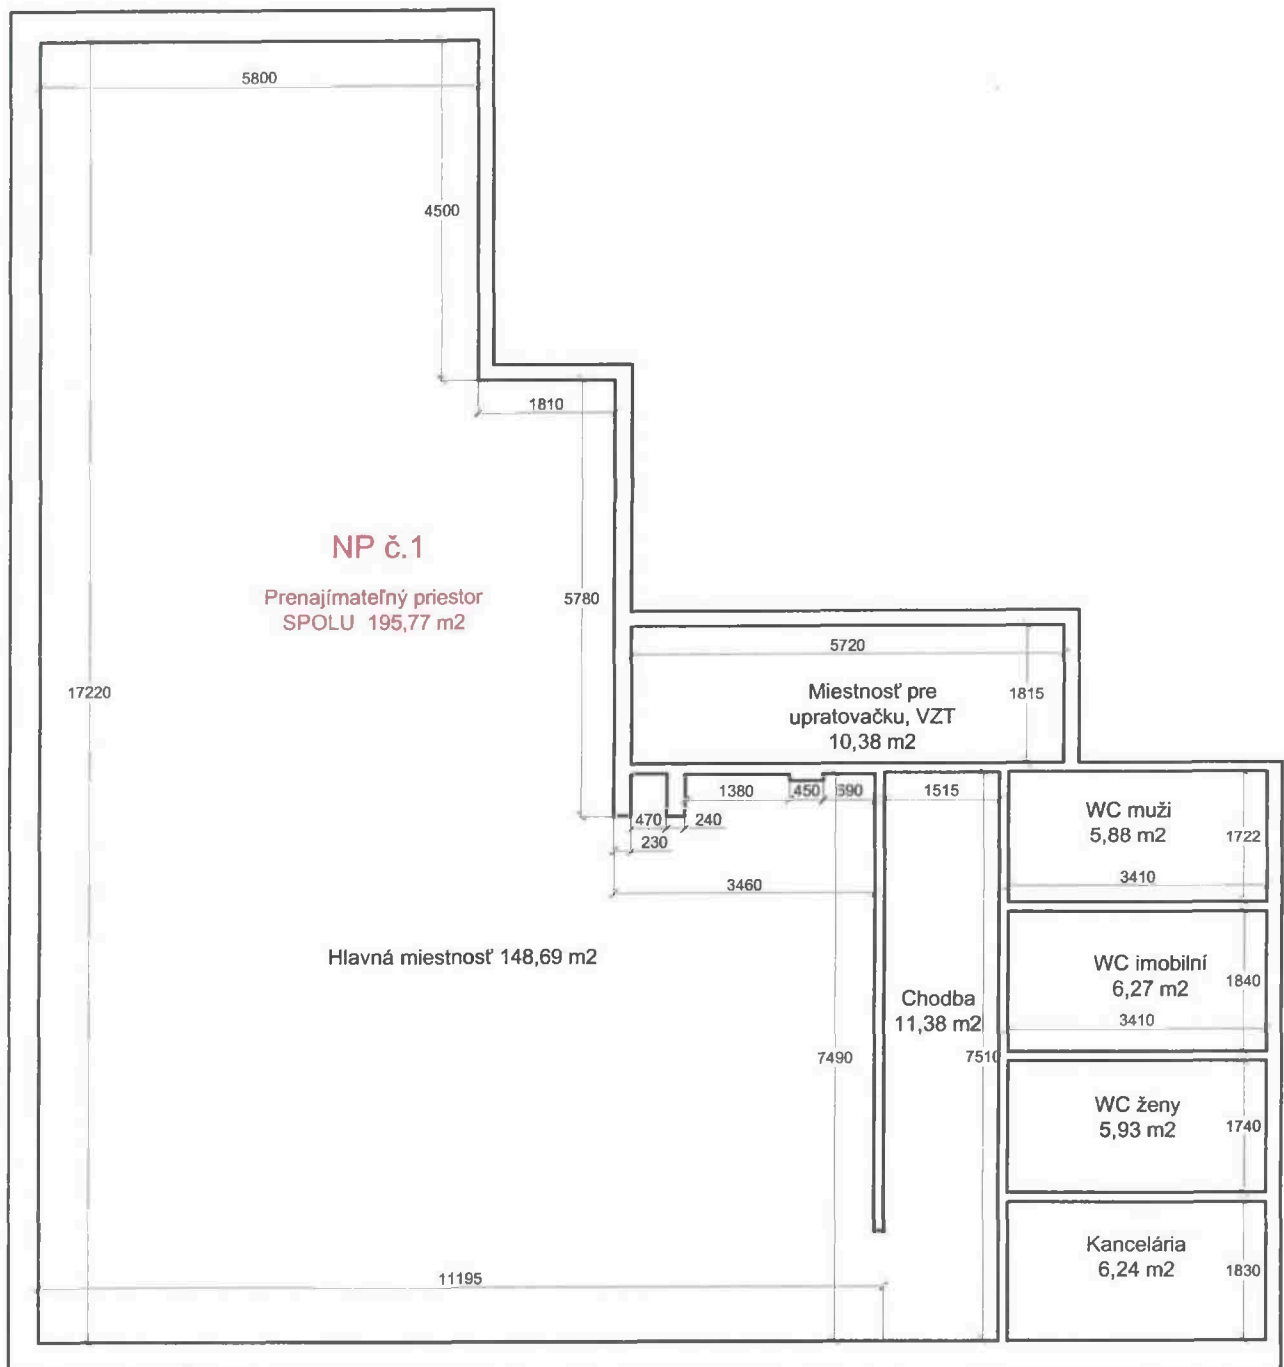 5800
4500
1810
NP č.1
Prenajímateľný priestor
SPOLU 195,77 m2
5780
17220
5720
Miestnosť pre
upratovačku, VZT
10,38 m2
1815
1380
450
690
1515
470
240
230
3460
WC muži
5,88 m2
1722
3410
Hlavná miestnosť 148,69 m2
WC imobilní
6,27 m2
1840
3410
Chodba
11,38 m2
7490
7510
WC ženy
5,93 m2
1740
Kancelária
6,24 m2
1830
11195